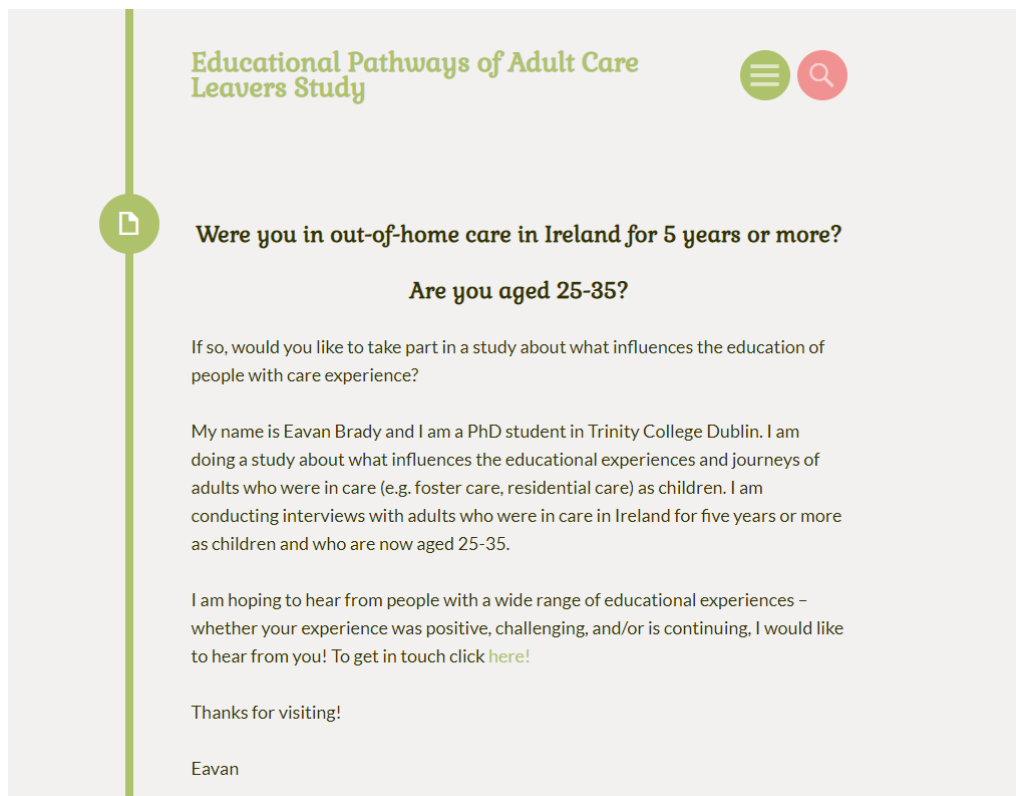 Educational Pathways of Adult Care
Leavers Study
Were you in out-of-home care in Ireland for 5 years or more?
Are you aged 25-35?
If so, would you like to take part in a study about what influences the education of
people with care experience?
My name is Eavan Brady and I am a PhD student in Trinity College Dublin. I am
doing a study about what influences the educational experiences and journeys of
adults who were in care (e.g. foster care, residential care) as children. I am
conducting interviews with adults who were in care in Ireland for five years or more
as children and who are now aged 25-35.
I am hoping to hear from people with a wide range of educational experiences –
whether your experience was positive, challenging, and/or is continuing, I would like
to hear from you! To get in touch click here!
Thanks for visiting!
Eavan